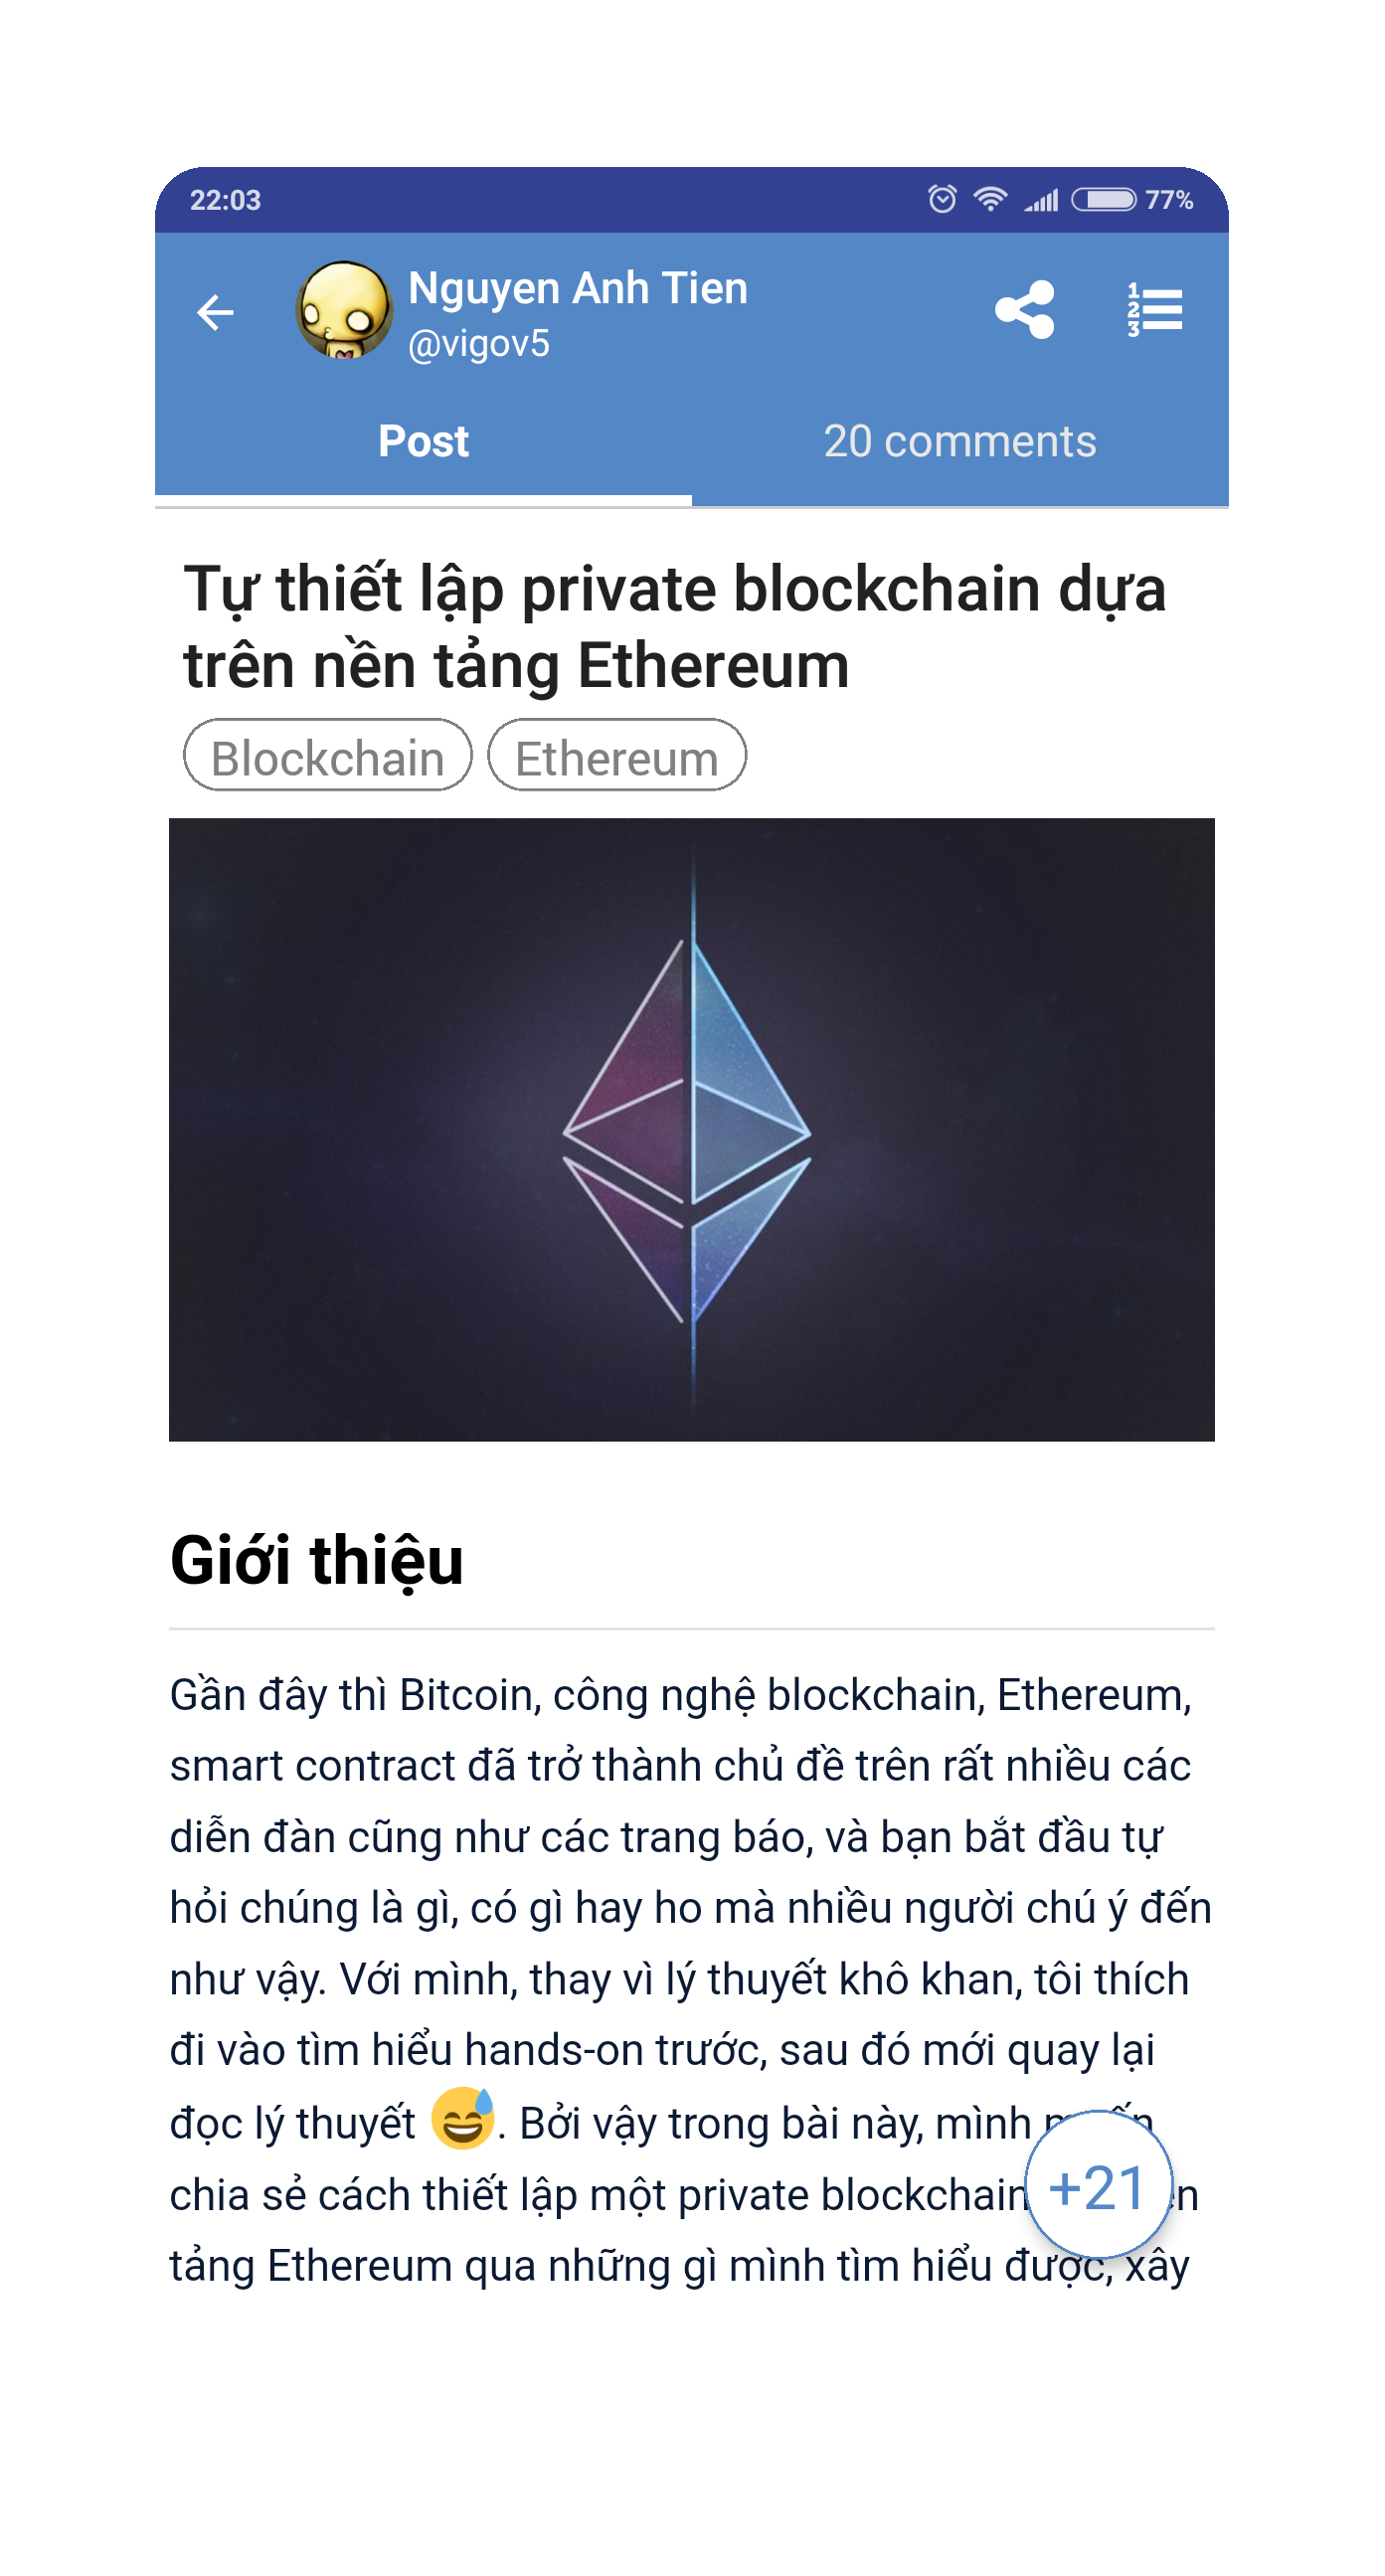 22:03
77%
Nguyen Anh Tien
@vigov5
1
2
3
Post
20 comments
Tự thiết lập private blockchain dựa
trên nền tảng Ethereum
Blockchain
Ethereum
Giới thiệu
Gần đây thì Bitcoin, công nghệ blockchain, Ethereum,
smart contract đã trở thành chủ đề trên rất nhiều các
diễn đàn cũng như các trang báo, và bạn bắt đầu tự
hỏi chúng là gì, có gì hay ho mà nhiều người chú ý đến
như vậy. Với mình, thay vì lý thuyết khô khan, tôi thích
đi vào tìm hiểu hands-on trước, sau đó mới quay lại
đọc lý thuyết 😅. Bởi vậy trong bài này, mình muốn
chia sẻ cách thiết lập một private blockchain
+21
tảng Ethereum qua những gì mình tìm hiểu được, xây